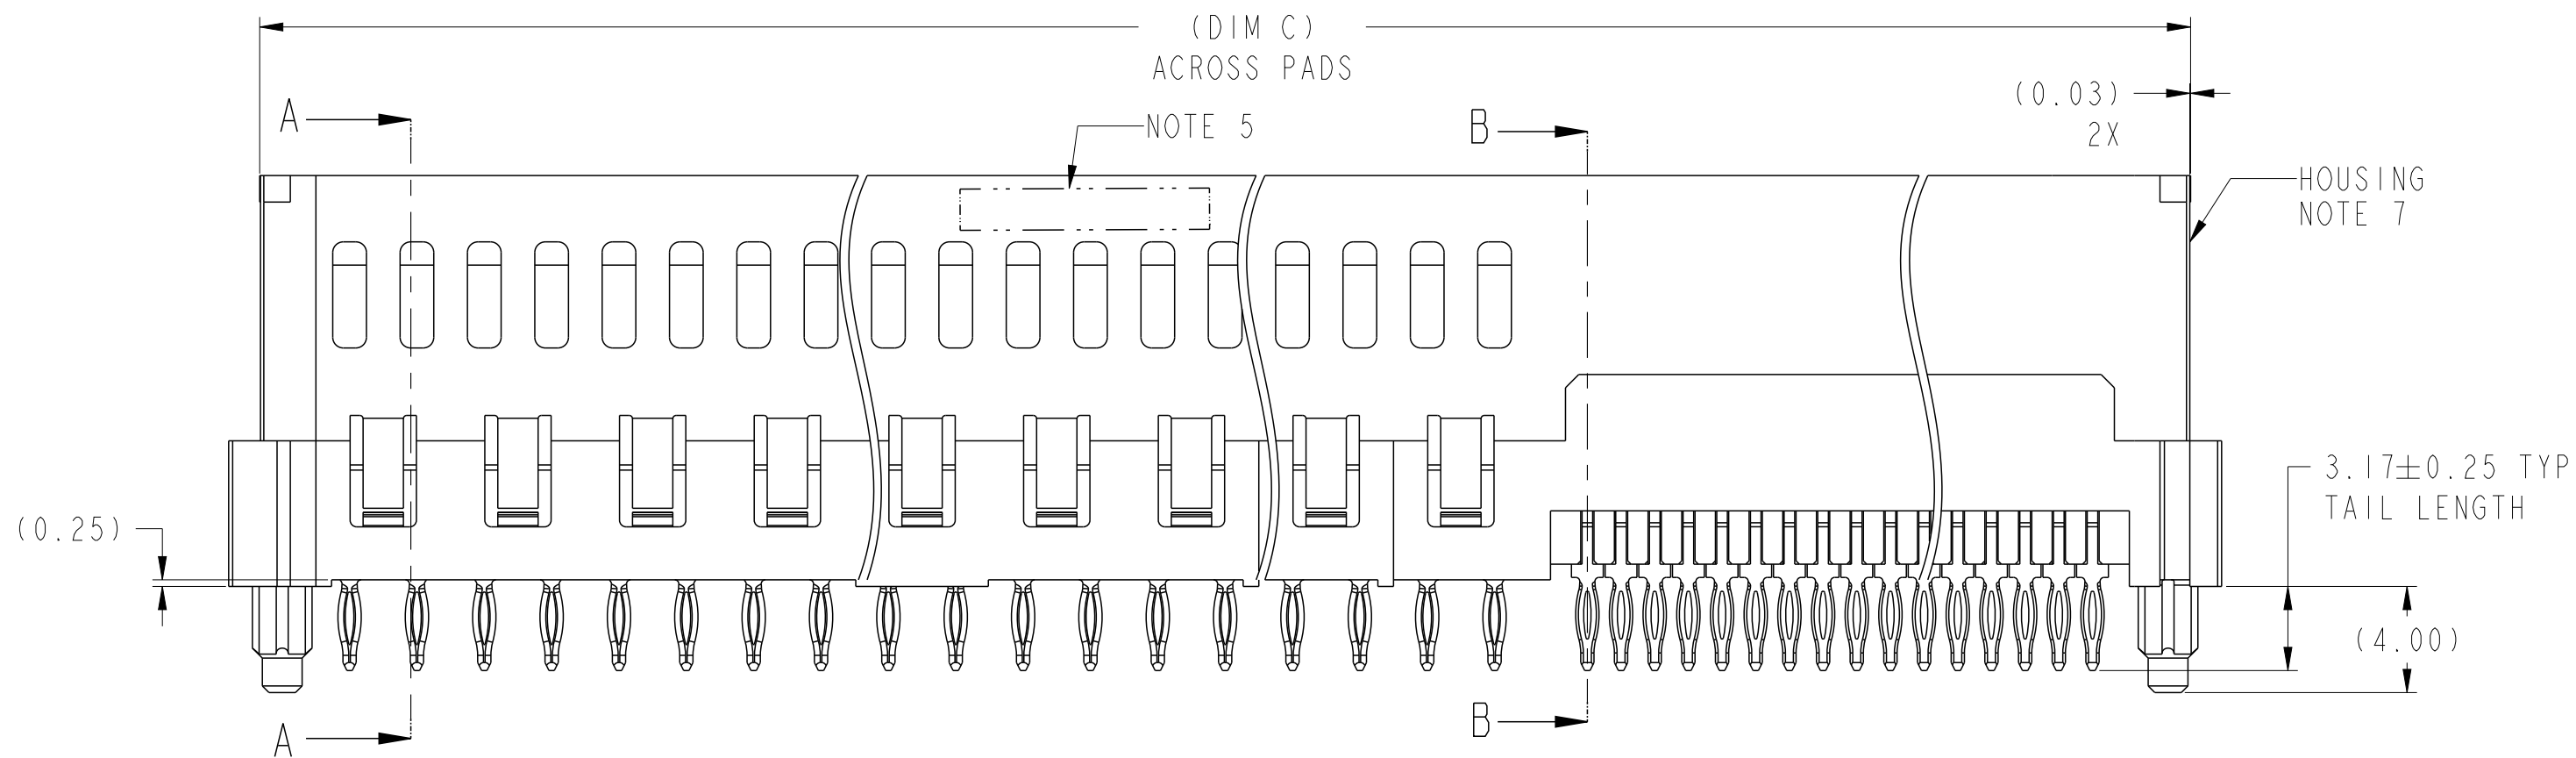 (DIM C)
ACROSS PADS
(0.03)
2X
A
NOTE 5
B
HOUSING
NOTE 7
3.17±0.25 TYP
TAIL LENGTH
(0.25)
(4.00)
B
A